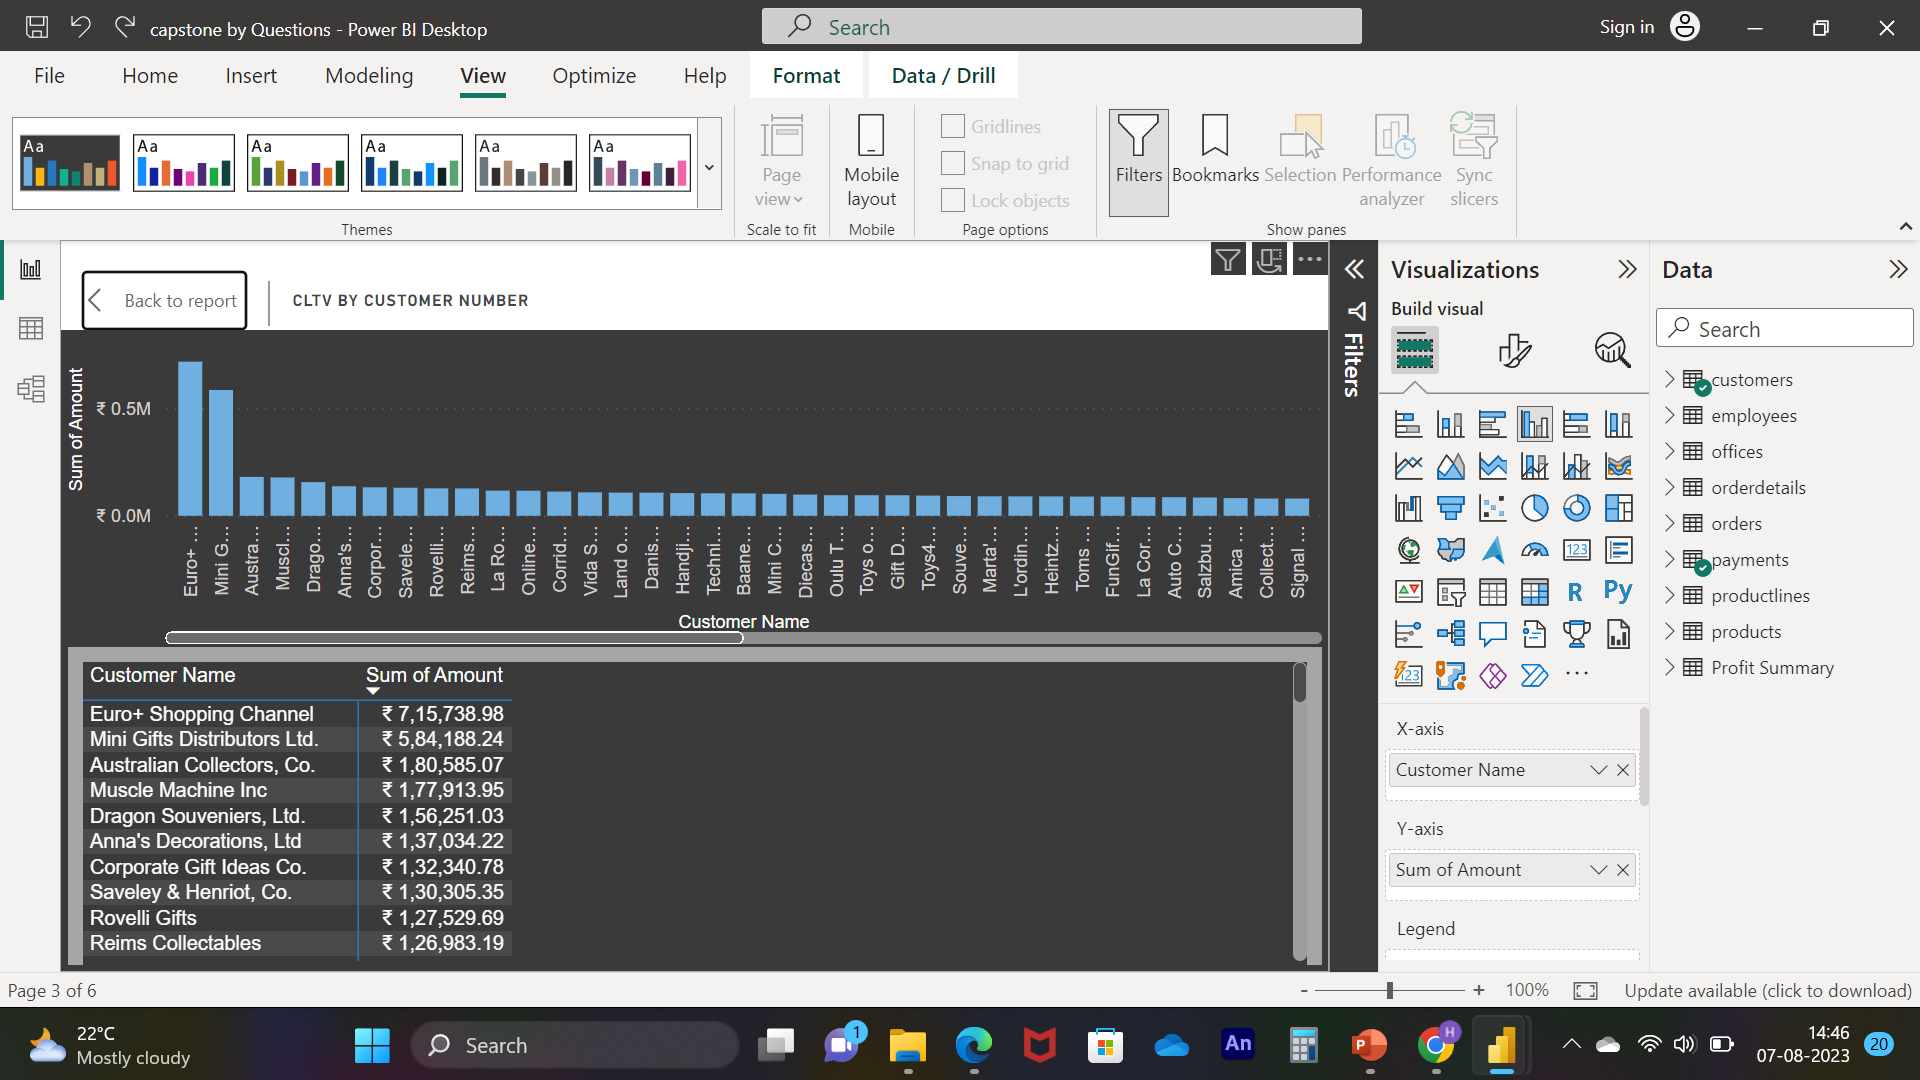 capstone by Questions - Power BI Desktop
Search
Sign in
File Home Insert Modeling View Optimize Help Format Data / Drill
Aa Aa Aa Aa Aa Aa
Page view
Mobile layout
Gridlines
Snap to grid
Lock objects
Filters Bookmarks Selection Performance analyzer Sync slicers
Themes Scale to fit Mobile Page options Show panes
Back to report
CLTV BY CUSTOMER NUMBER
Sum of Amount
₹ 0.5M
₹ 0.0M
Euro+ ...
Mini G...
Austra...
Muscl...
Drago...
Anna's...
Corpor...
Savele...
Rovelli...
Reims...
La Ro...
Online...
Corrid...
Vida S...
Land o...
Danis...
Handji...
Techni...
Baane...
Mini C...
Diecas...
Oulu T...
Toys o...
Gift D...
Toys4...
Souve...
Marta'...
L'ordin...
Heintz...
Toms ...
FunGif...
La Cor...
Auto C...
Salzbu...
Amica ...
Collect...
Signal ...
Customer Name
Customer Name Sum of Amount
Euro+ Shopping Channel ₹ 7,15,738.98
Mini Gifts Distributors Ltd. ₹ 5,84,188.24
Australian Collectors, Co. ₹ 1,80,585.07
Muscle Machine Inc ₹ 1,77,913.95
Dragon Souveniers, Ltd. ₹ 1,56,251.03
Anna's Decorations, Ltd ₹ 1,37,034.22
Corporate Gift Ideas Co. ₹ 1,32,340.78
Saveley & Henriot, Co. ₹ 1,30,305.35
Rovelli Gifts ₹ 1,27,529.69
Reims Collectables ₹ 1,26,983.19
Filters
Visualizations
Build visual
123
R Py
123
X-axis
Customer Name
Y-axis
Sum of Amount
Legend
Data
Search
customers
employees
offices
orderdetails
orders
payments
productlines
products
Profit Summary
Page 3 of 6
- + 100%
Update available (click to download)
22°C
Mostly cloudy
Search
1
An
P
H
14:46
07-08-2023
20